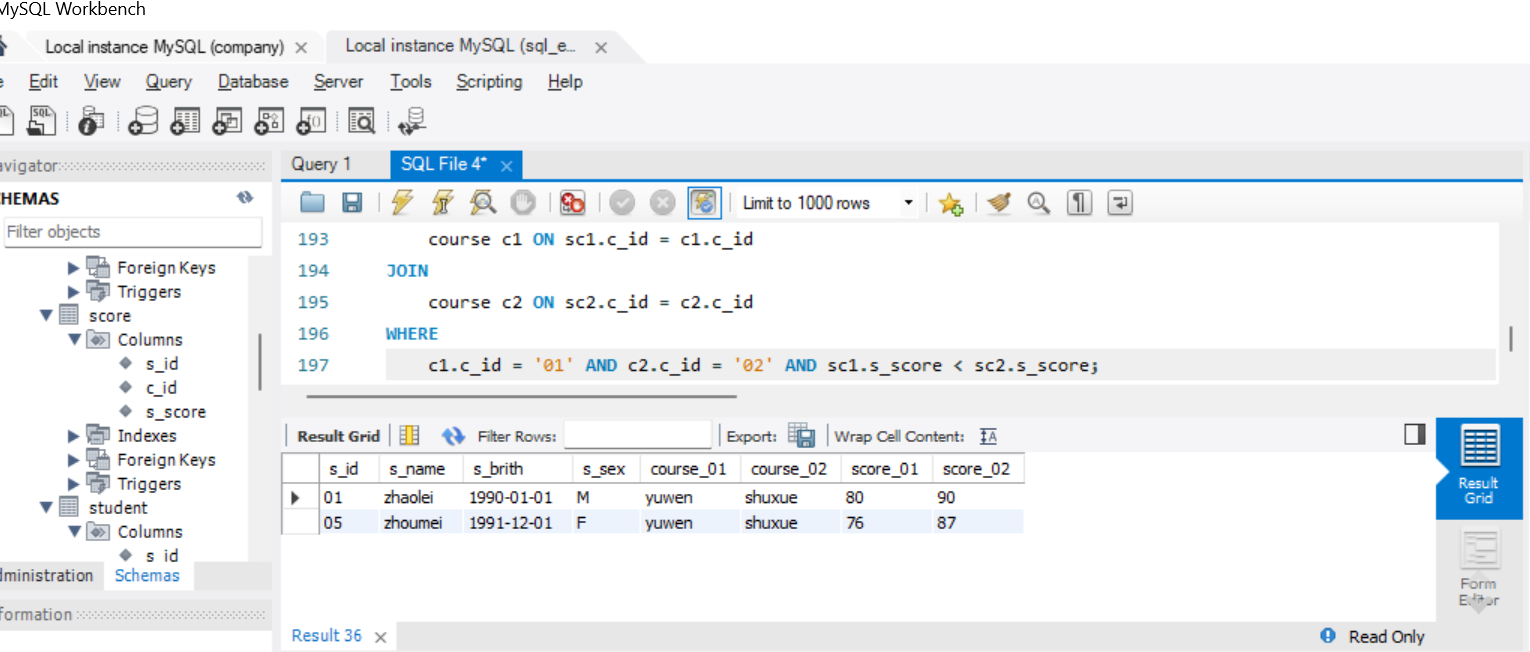 MySQL Workbench
Local instance MySQL (company)
Local instance MySQL (sql_e...
Edit View Query Database Server Tools Scripting Help
SQL
Query 1
SQL File 4*
SCHEMAS
Limit to 1000 rows
Filter objects
Foreign Keys
Triggers
score
Columns
s_id
c_id
s_score
Indexes
Foreign Keys
Triggers
student
Columns
s_id
Schemas
193 course c1 ON sc1.c_id = c1.c_id
194 JOIN
195 course c2 ON sc2.c_id = c2.c_id
196 WHERE
197 c1.c_id = '01' AND c2.c_id = '02' AND sc1.s_score < sc2.s_score;
Result Grid Filter Rows: Export: Wrap Cell Content:
s_id s_name s_brith s_sex course_01 course_02 score_01 score_02
01 zhaolei 1990-01-01 M yuwen shuxue 80 90
05 zhoumei 1991-12-01 F yuwen shuxue 76 87
Result
Grid
Form
Editor
Result 36
Read Only